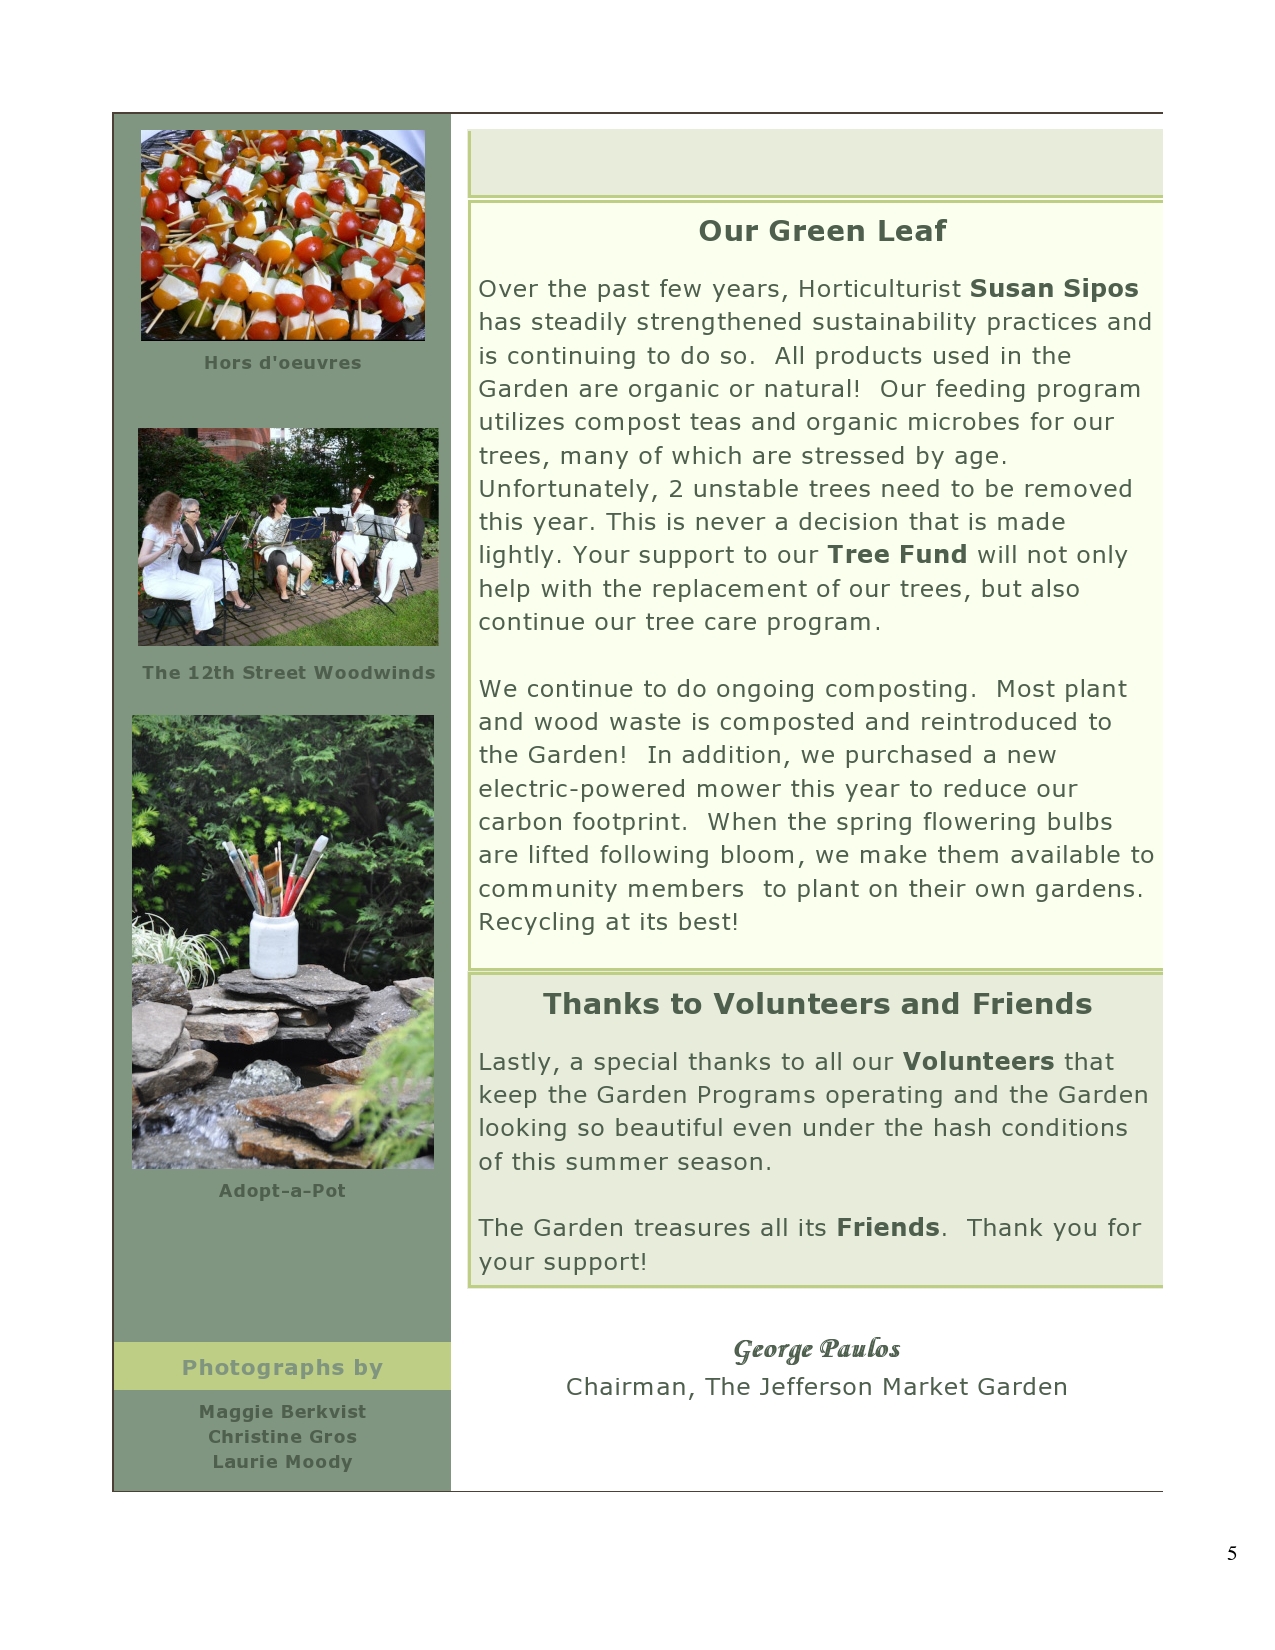 Hors d'oeuvres
The 12th Street Woodwinds
Adopt–a–Pot
Photographs by
Maggie Berkvist
Christine Gros
Laurie Moody
Our Green Leaf
Over the past few years, Horticulturist Susan Sipos
has steadily strengthened sustainability practices and
is continuing to do so.  All products used in the
Garden are organic or natural!  Our feeding program
utilizes compost teas and organic microbes for our
trees, many of which are stressed by age.
Unfortunately, 2 unstable trees need to be removed
this year. This is never a decision that is made
lightly. Your support to our Tree Fund will not only
help with the replacement of our trees, but also
continue our tree care program.
We continue to do ongoing composting.  Most plant
and wood waste is composted and reintroduced to
the Garden!  In addition, we purchased a new
electric-powered mower this year to reduce our
carbon footprint.  When the spring flowering bulbs
are lifted following bloom, we make them available to
community members  to plant on their own gardens.
Recycling at its best!
Thanks to Volunteers and Friends
Lastly, a special thanks to all our Volunteers that
keep the Garden Programs operating and the Garden
looking so beautiful even under the hash conditions
of this summer season.
The Garden treasures all its Friends.  Thank you for
your support!
George Paulos
Chairman, The Jefferson Market Garden
5